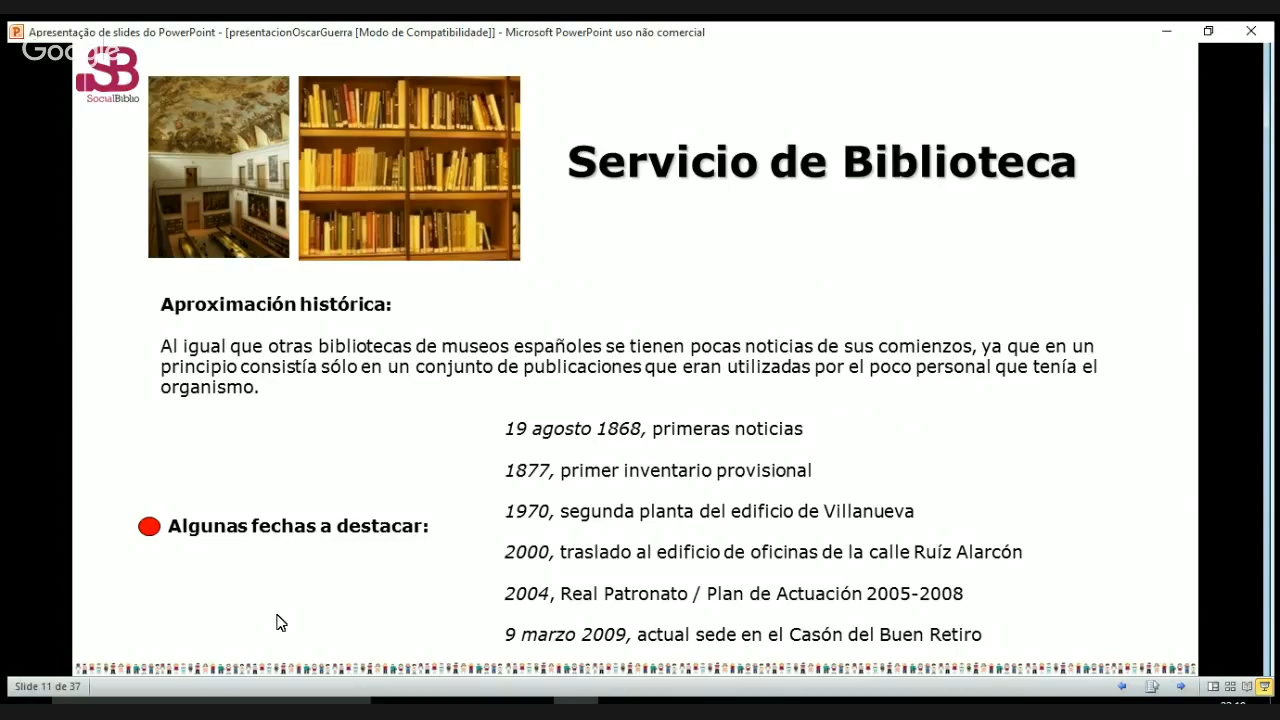 Apresentação de slides do PowerPoint - [presentacionOscarGuerra [Modo de Compatibilidade]] - Microsoft PowerPoint uso não comercial
Google
SB
SocialBiblio
Servicio de Biblioteca
Aproximación histórica:
Al igual que otras bibliotecas de museos españoles se tienen pocas noticias de sus comienzos, ya que en un
principio consistía sólo en un conjunto de publicaciones que eran utilizadas por el poco personal que tenía el
organismo.
19 agosto 1868, primeras noticias
1877, primer inventario provisional
1970, segunda planta del edificio de Villanueva
Algunas fechas a destacar:
2000, traslado al edificio de oficinas de la calle Ruíz Alarcón
2004, Real Patronato / Plan de Actuación 2005-2008
9 marzo 2009, actual sede en el Casón del Buen Retiro
Slide 11 de 37